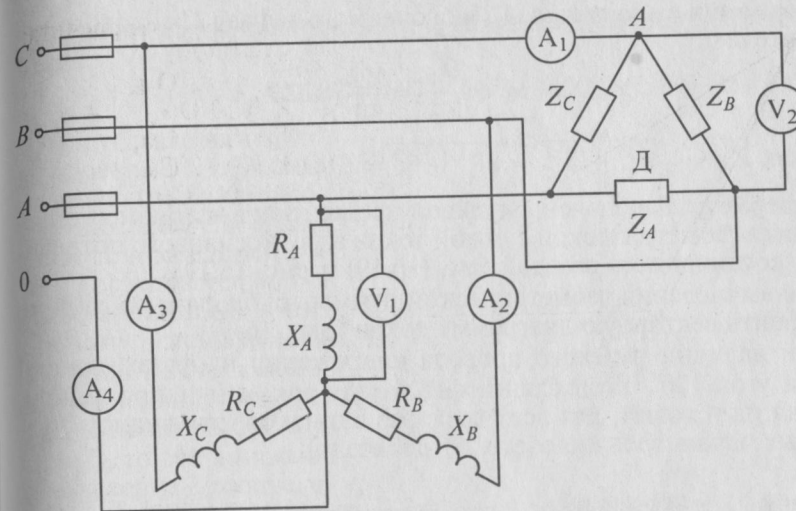 A
C
A₁
Z_C
Z_B
V₂
B
Д
A
Z_A
R_A
0
V₁
A₃
A₂
X_A
A₄
R_C
R_B
X_C
X_B